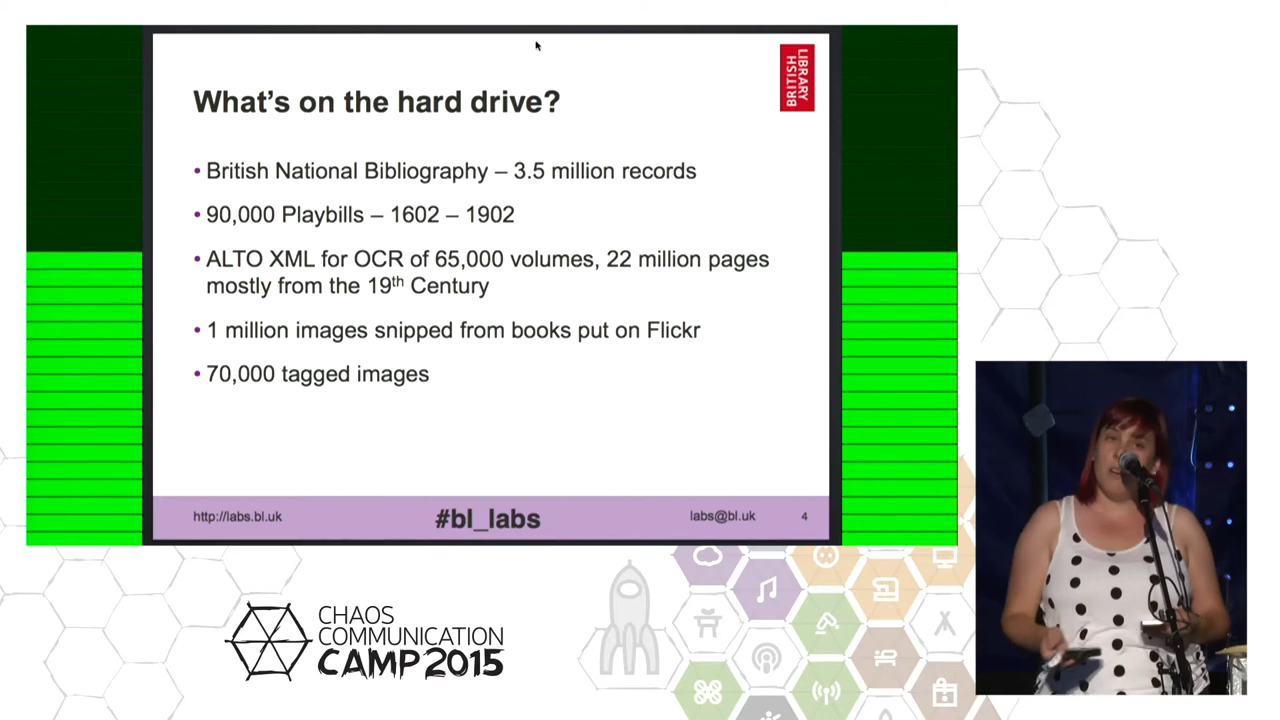 What's on the hard drive?
LIBRARY
BRITISH
• British National Bibliography – 3.5 million records
• 90,000 Playbills – 1602 – 1902
• ALTO XML for OCR of 65,000 volumes, 22 million pages
mostly from the 19th Century
• 1 million images snipped from books put on Flickr
• 70,000 tagged images
http://labs.bl.uk
#bl_labs
labs@bl.uk
4
CHAOS
COMMUNICATION
CAMP 2015